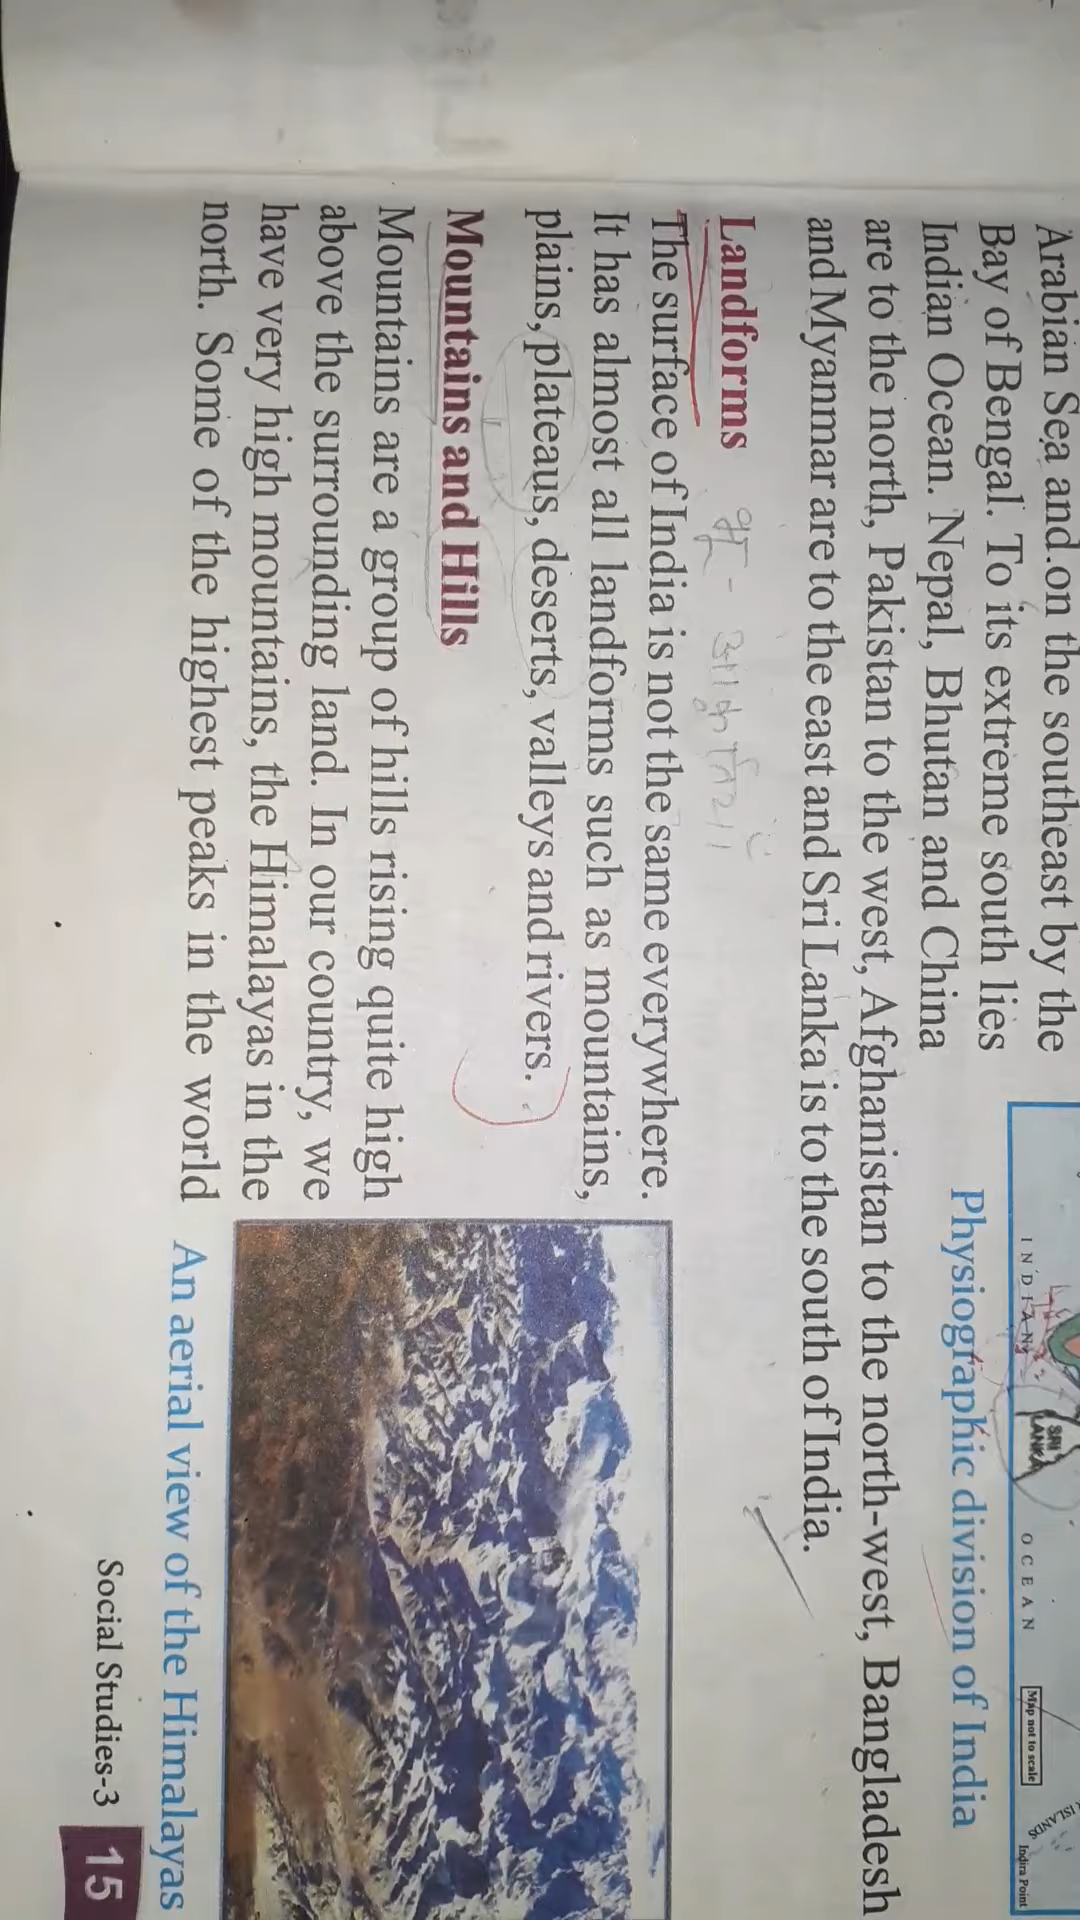 Arabian Sea and on the southeast by the
Bay of Bengal. To its extreme south lies
Indian Ocean. Nepal, Bhutan and China
INDIAN
OCEAN
SRI
LANKA
Map not to scale
ISLANDS
Indira Point
Physiographic division of India
are to the north, Pakistan to the west, Afghanistan to the north-west, Bangladesh
and Myanmar are to the east and Sri Lanka is to the south of India.
Landforms
The surface of India is not the same everywhere.
It has almost all landforms such as mountains,
plains, plateaus, deserts, valleys and rivers.
Mountains and Hills
Mountains are a group of hills rising quite high
above the surrounding land. In our country, we
have very high mountains, the Himalayas in the
north. Some of the highest peaks in the world
An aerial view of the Himalayas
Social Studies-3
15